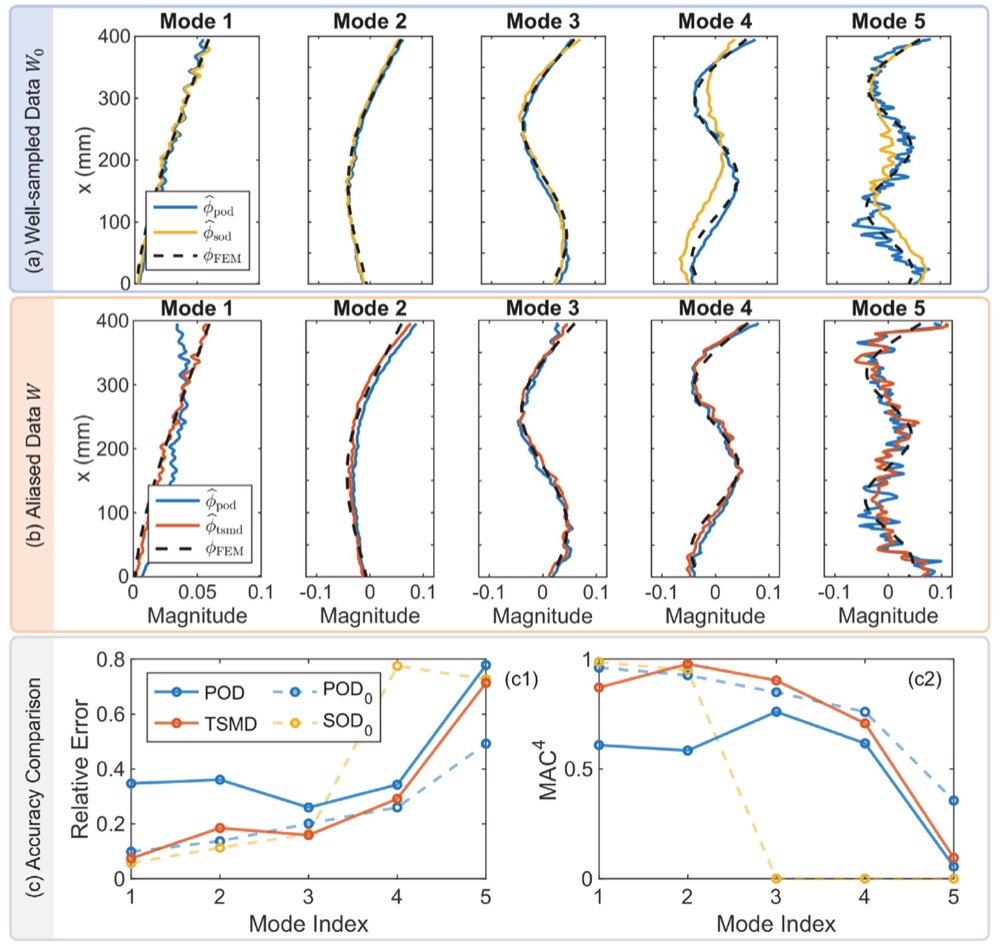 (a) Well-sampled Data W₀
Mode 1 Mode 2 Mode 3 Mode 4 Mode 5
400
300
x (mm)
200
100
0
ϕ̂pod
ϕ̂sod
ϕFEM
(b) Aliased Data W
Mode 1 Mode 2 Mode 3 Mode 4 Mode 5
400
300
x (mm)
200
100
0
ϕ̂pod
ϕ̂tsmd
ϕFEM
0 0.05 0.1 -0.1 0 0.1 -0.1 0 0.1 -0.1 0 0.1 -0.1 0 0.1
Magnitude Magnitude Magnitude Magnitude Magnitude
(c) Accuracy Comparison
0.8
0.6
0.4
0.2
0
Relative Error
POD POD₀
TSMD SOD₀
(c1)
1 2 3 4 5
Mode Index
1
0.5
0
MAC⁴
(c2)
1 2 3 4 5
Mode Index